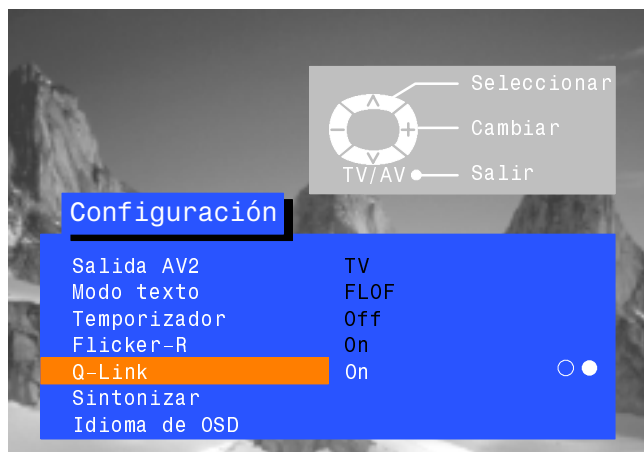 Seleccionar
Cambiar
TV/AV Salir
Configuración
Salida AV2 TV
Modo texto FLOF
Temporizador Off
Flicker-R On
Q-Link On
Sintonizar
Idioma de OSD